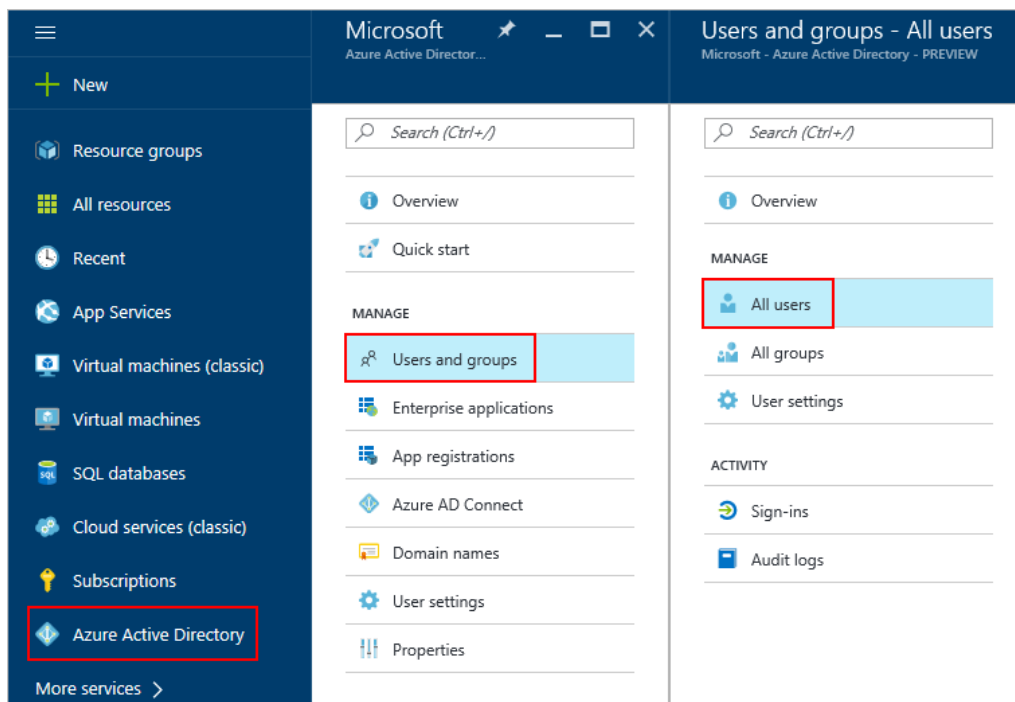 New
Resource groups
All resources
Recent
App Services
Virtual machines (classic)
Virtual machines
SQL
SQL databases
Cloud services (classic)
Subscriptions
Azure Active Directory
More services
Microsoft
Azure Active Director...
Search (Ctrl+/)
Overview
Quick start
MANAGE
Users and groups
Enterprise applications
App registrations
Azure AD Connect
Domain names
User settings
Properties
Users and groups - All users
Microsoft - Azure Active Directory - PREVIEW
Search (Ctrl+/)
Overview
MANAGE
All users
All groups
User settings
ACTIVITY
Sign-ins
Audit logs